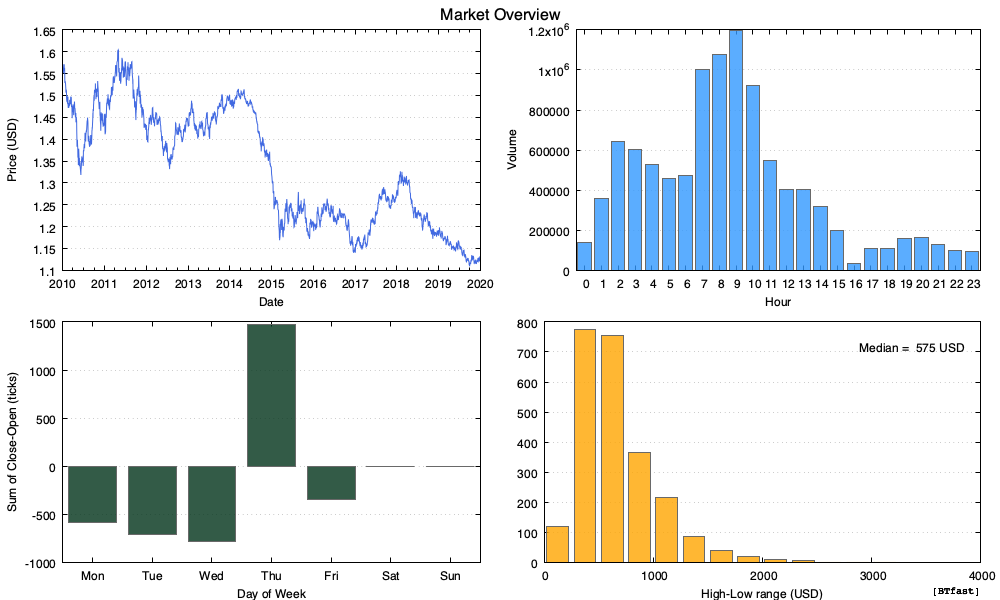 Market Overview
1.65
1.6
1.55
1.5
1.45
1.4
1.35
1.3
1.25
1.2
1.15
1.1
Price (USD)
2010 2011 2012 2013 2014 2015 2016 2017 2018 2019 2020
Date
1.2x10^6
1x10^6
800000
600000
400000
200000
0
Volume
0 1 2 3 4 5 6 7 8 9 10 11 12 13 14 15 16 17 18 19 20 21 22 23
Hour
1500
1000
500
0
-500
-1000
Sum of Close-Open (ticks)
Mon Tue Wed Thu Fri Sat Sun
Day of Week
800
700
600
500
400
300
200
100
0
Median = 575 USD
0 1000 2000 3000 4000
High-Low range (USD)
[BTfast]